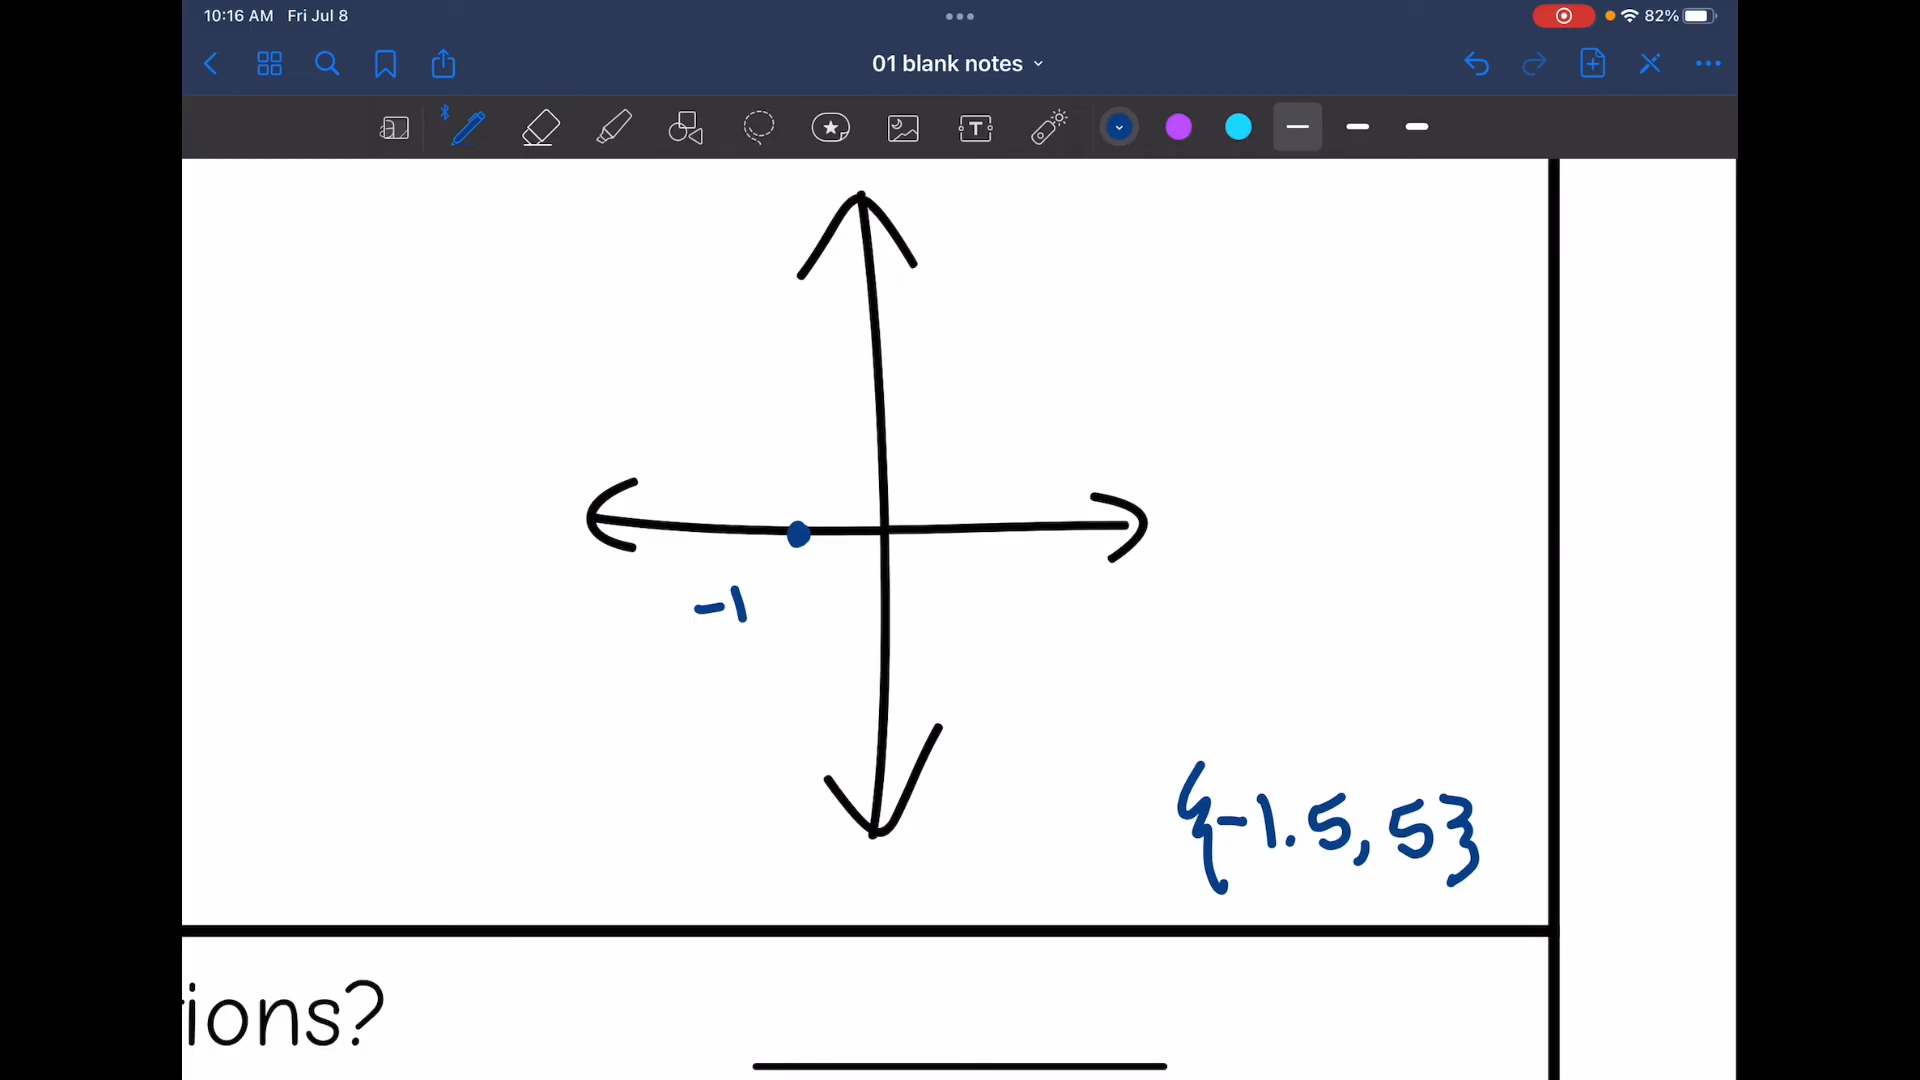 10:16 AM Fri Jul 8
82%
01 blank notes
T
-1
{-1.5, 5}
ions?